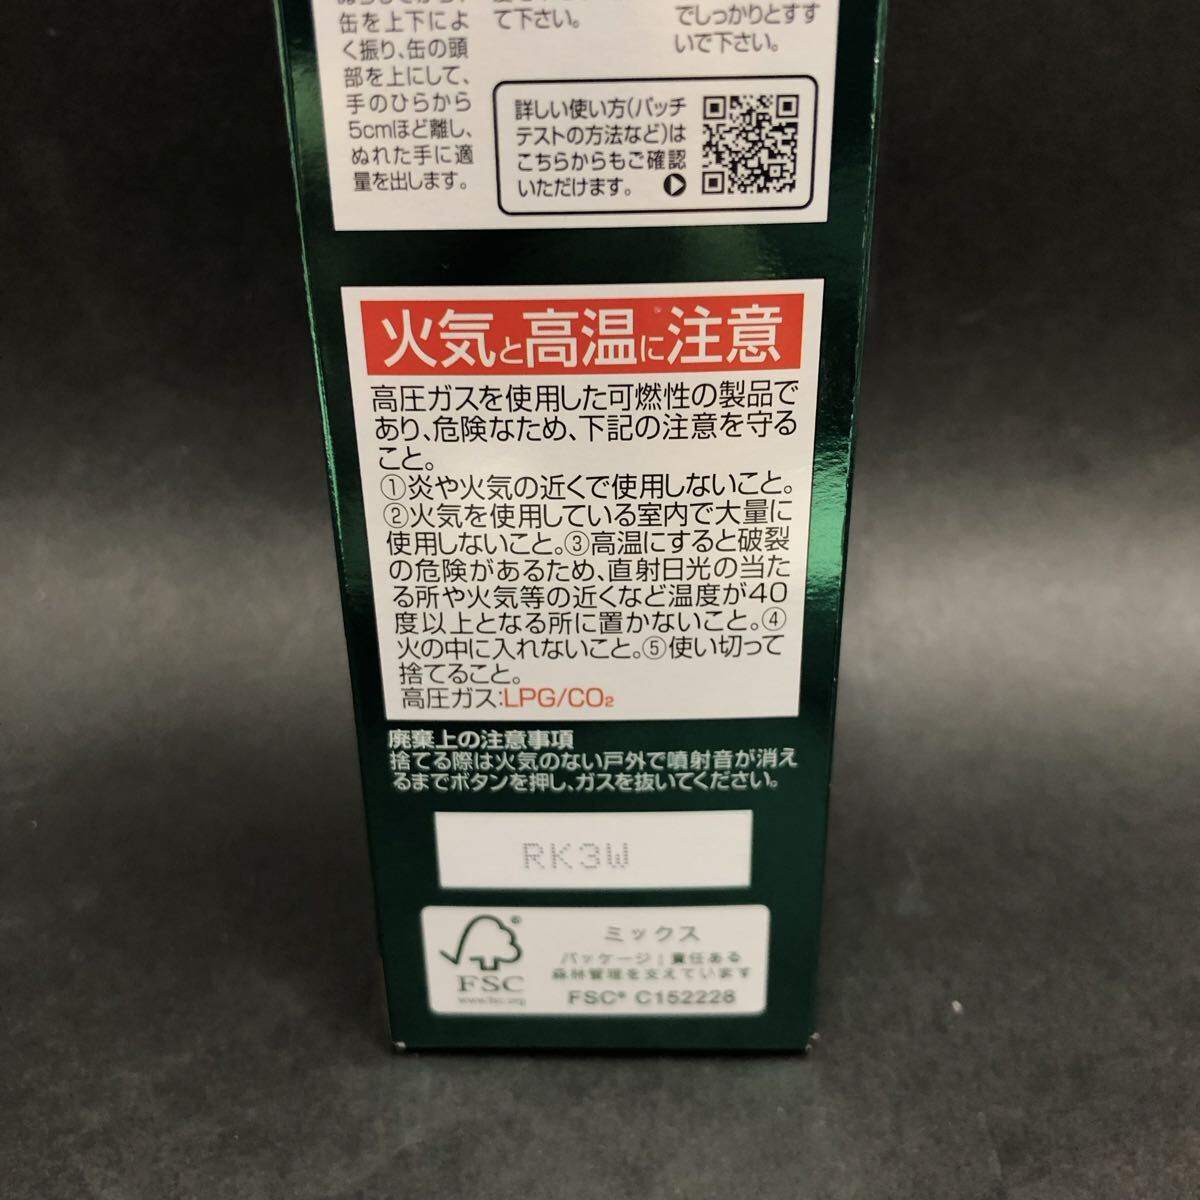 缶を上下によ
く振り、缶の頭
部を上にして、
手のひらから
5cmほど離し、
ぬれた手に適
量を出します。
て下さい。
でしっかりとすす
いで下さい。
詳しい使い方(パッチ
テストの方法など)は
こちらからもご確認
いただけます。
火気と高温に注意
高圧ガスを使用した可燃性の製品で
あり、危険なため、下記の注意を守る
こと。
①炎や火気の近くで使用しないこと。
②火気を使用している室内で大量に
使用しないこと。③高温にすると破裂
の危険があるため、直射日光の当た
る所や火気等の近くなど温度が40
度以上となる所に置かないこと。④
火の中に入れないこと。⑤使い切って
捨てること。
高圧ガス:LPG/CO₂
廃棄上の注意事項
捨てる際は火気のない戸外で噴射音が消え
るまでボタンを押し、ガスを抜いてください。
RK3W
FSC
www.fsc.org
ミックス
パッケージ | 責任ある
森林管理を支えています
FSC® C152228